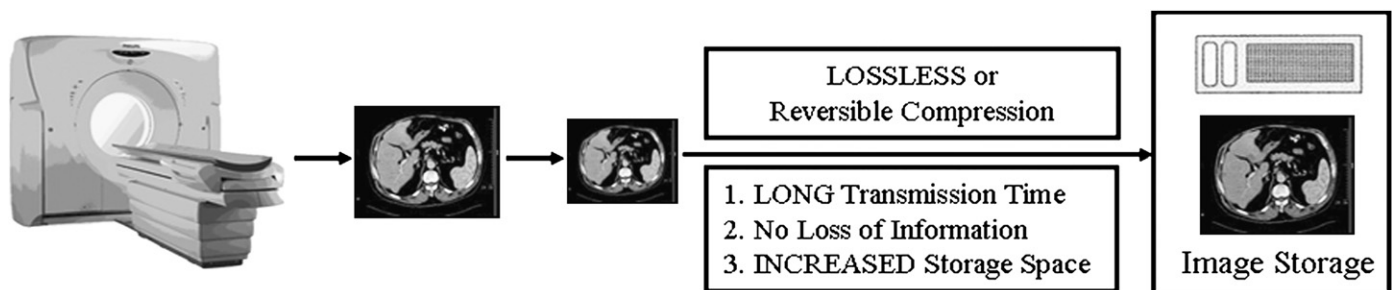 LOSSLESS or
Reversible Compression
1. LONG Transmission Time
2. No Loss of Information
3. INCREASED Storage Space
Image Storage